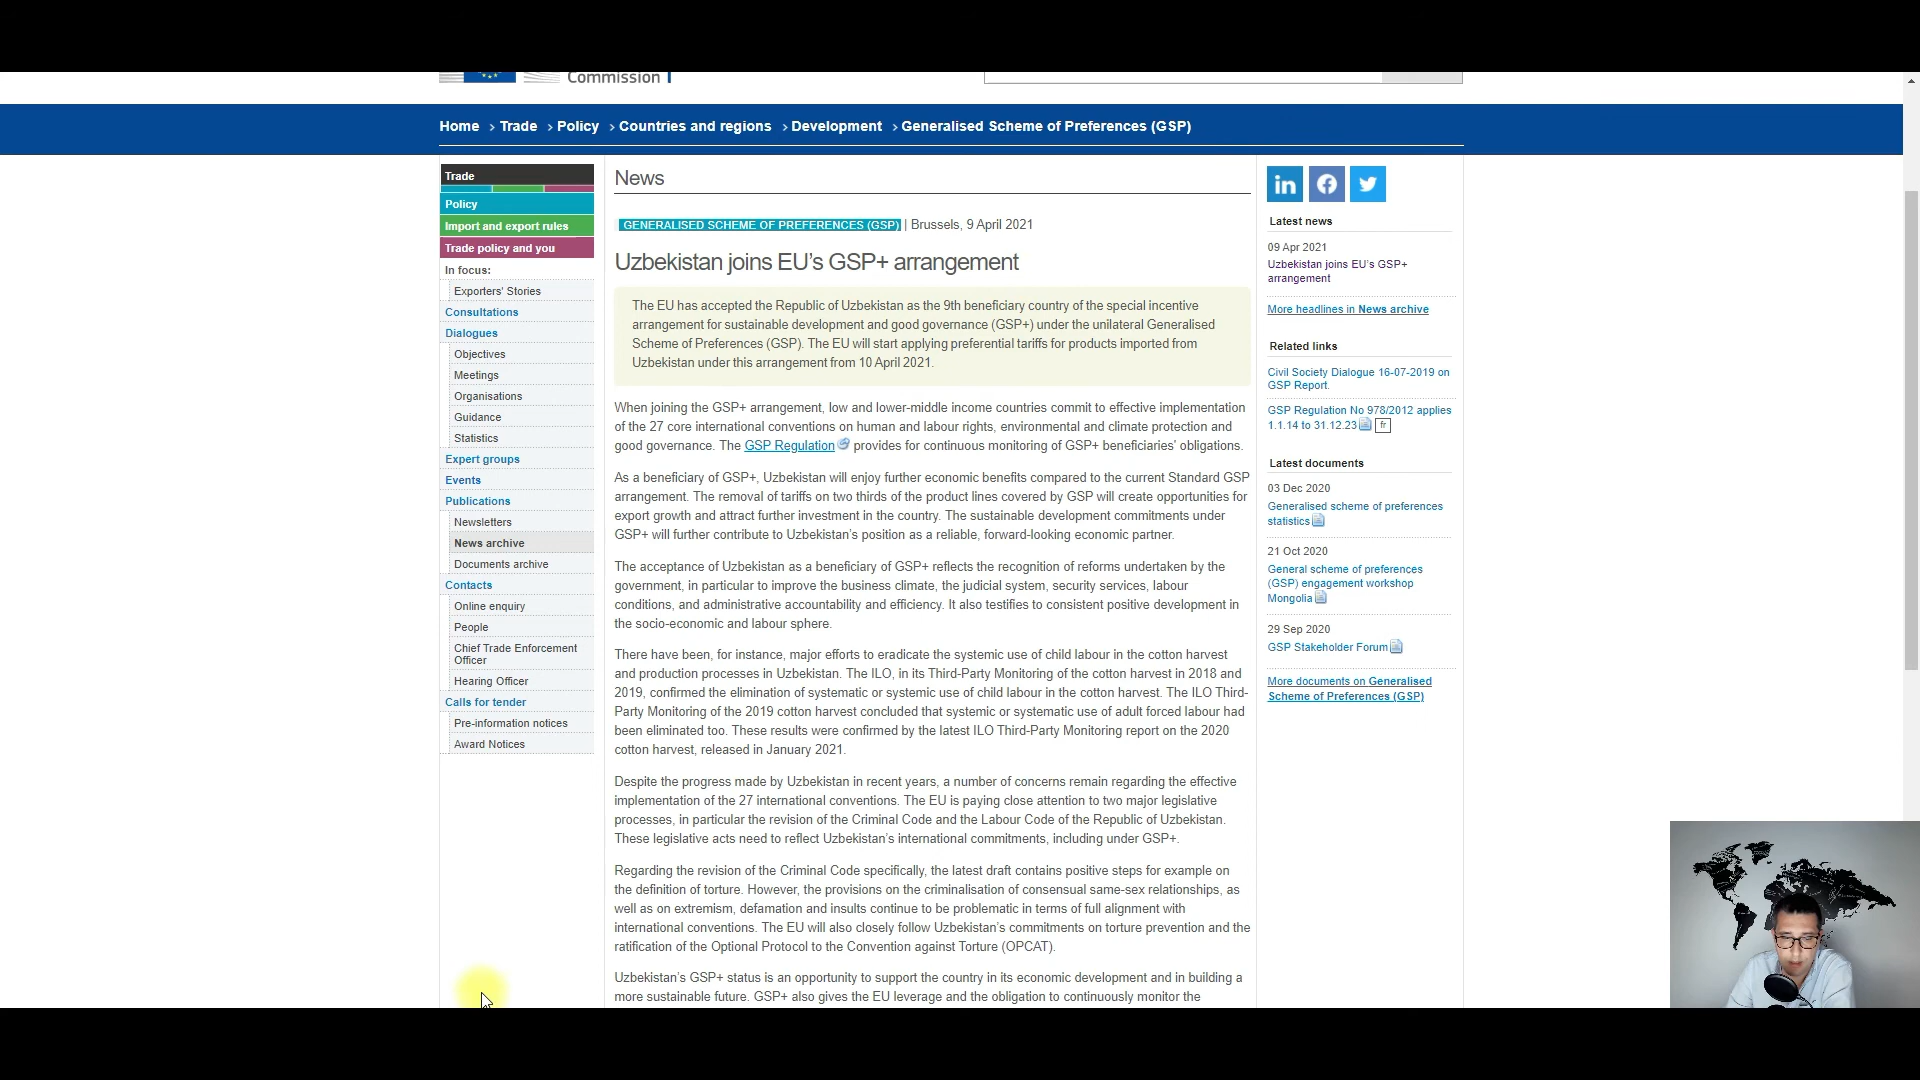 Commission
Home › Trade › Policy › Countries and regions › Development › Generalised Scheme of Preferences (GSP)
Trade
Policy
Import and export rules
Trade policy and you
In focus:
Exporters' Stories
Consultations
Dialogues
Objectives
Meetings
Organisations
Guidance
Statistics
Expert groups
Events
Publications
Newsletters
News archive
Documents archive
Contacts
Online enquiry
People
Chief Trade Enforcement
Officer
Hearing Officer
Calls for tender
Pre-information notices
Award Notices
News
GENERALISED SCHEME OF PREFERENCES (GSP) | Brussels, 9 April 2021
Uzbekistan joins EU’s GSP+ arrangement
The EU has accepted the Republic of Uzbekistan as the 9th beneficiary country of the special incentive
arrangement for sustainable development and good governance (GSP+) under the unilateral Generalised
Scheme of Preferences (GSP). The EU will start applying preferential tariffs for products imported from
Uzbekistan under this arrangement from 10 April 2021.
When joining the GSP+ arrangement, low and lower-middle income countries commit to effective implementation
of the 27 core international conventions on human and labour rights, environmental and climate protection and
good governance. The GSP Regulation provides for continuous monitoring of GSP+ beneficiaries’ obligations.
As a beneficiary of GSP+, Uzbekistan will enjoy further economic benefits compared to the current Standard GSP
arrangement. The removal of tariffs on two thirds of the product lines covered by GSP will create opportunities for
export growth and attract further investment in the country. The sustainable development commitments under
GSP+ will further contribute to Uzbekistan’s position as a reliable, forward-looking economic partner.
The acceptance of Uzbekistan as a beneficiary of GSP+ reflects the recognition of reforms undertaken by the
government, in particular to improve the business climate, the judicial system, security services, labour
conditions, and administrative accountability and efficiency. It also testifies to consistent positive development in
the socio-economic and labour sphere.
There have been, for instance, major efforts to eradicate the systemic use of child labour in the cotton harvest
and production processes in Uzbekistan. The ILO, in its Third-Party Monitoring of the cotton harvest in 2018 and
2019, confirmed the elimination of systematic or systemic use of child labour in the cotton harvest. The ILO Third-
Party Monitoring of the 2019 cotton harvest concluded that systemic or systematic use of adult forced labour had
been eliminated too. These results were confirmed by the latest ILO Third-Party Monitoring report on the 2020
cotton harvest, released in January 2021.
Despite the progress made by Uzbekistan in recent years, a number of concerns remain regarding the effective
implementation of the 27 international conventions. The EU is paying close attention to two major legislative
processes, in particular the revision of the Criminal Code and the Labour Code of the Republic of Uzbekistan.
These legislative acts need to reflect Uzbekistan’s international commitments, including under GSP+.
Regarding the revision of the Criminal Code specifically, the latest draft contains positive steps for example on
the definition of torture. However, the provisions on the criminalisation of consensual same-sex relationships, as
well as on extremism, defamation and insults continue to be problematic in terms of full alignment with
international conventions. The EU will also closely follow Uzbekistan’s commitments on torture prevention and the
ratification of the Optional Protocol to the Convention against Torture (OPCAT).
Uzbekistan’s GSP+ status is an opportunity to support the country in its economic development and in building a
more sustainable future. GSP+ also gives the EU leverage and the obligation to continuously monitor the
in
Latest news
09 Apr 2021
Uzbekistan joins EU’s GSP+
arrangement
More headlines in News archive
Related links
Civil Society Dialogue 16-07-2019 on
GSP Report.
GSP Regulation No 978/2012 applies
1.1.14 to 31.12.23 fr
Latest documents
03 Dec 2020
Generalised scheme of preferences
statistics
21 Oct 2020
General scheme of preferences
(GSP) engagement workshop
Mongolia
29 Sep 2020
GSP Stakeholder Forum
More documents on Generalised
Scheme of Preferences (GSP)